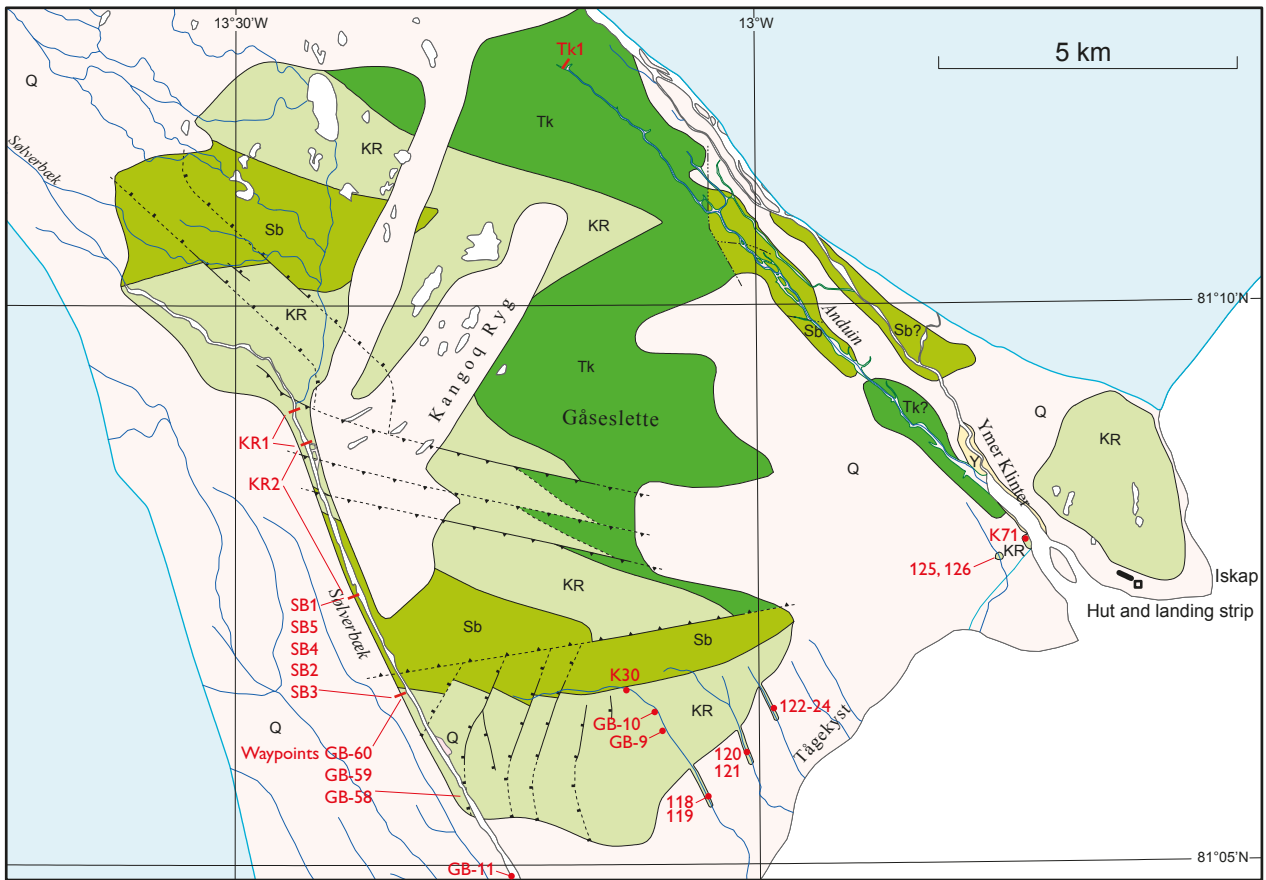 13°30'W
13°W
Tk1
5 km
Q
Tk
KR
Sølverbæk
Sb
KR
KR
Kangoq Ryg
81°10'N
Anduin
Sb
Sb?
Tk
Gåseslette
Tk?
Q
KR
Ymer Klinter
Y
Q
KR1
KR2
K71
KR
125, 126
Iskap
Hut and landing strip
KR
SB1
SB5
SB4
SB2
SB3
Sølverbæk
Sb
Sb
K30
KR
122-24
GB-10
GB-9
Tågekyst
Q
Q
Waypoints GB-60
GB-59
GB-58
120
121
118
119
GB-11
81°05'N